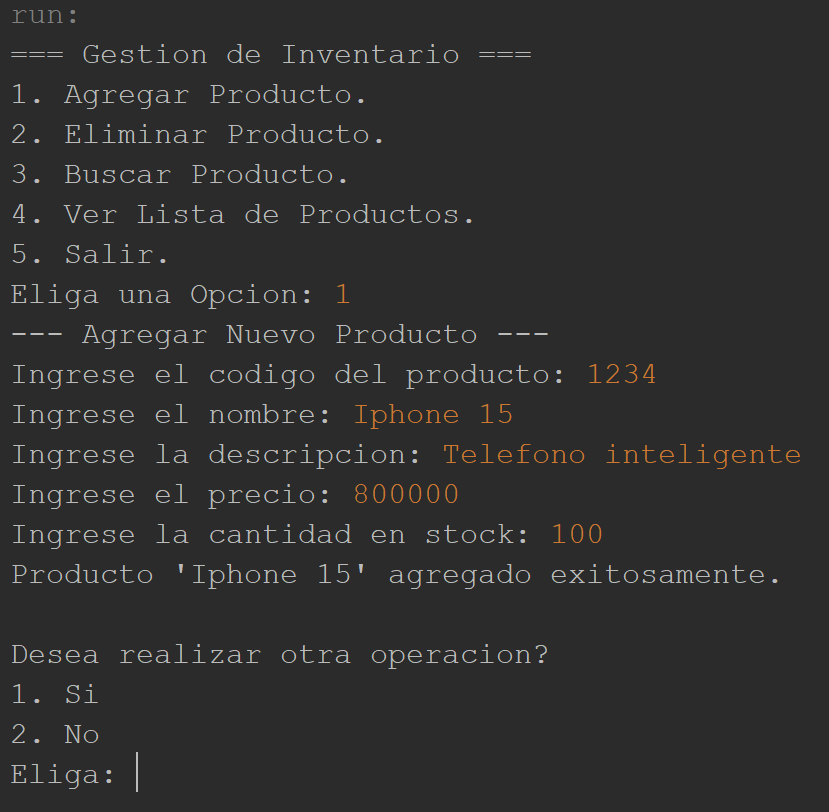 run:
=== Gestion de Inventario ===
1. Agregar Producto.
2. Eliminar Producto.
3. Buscar Producto.
4. Ver Lista de Productos.
5. Salir.
Eliga una Opcion: 1
--- Agregar Nuevo Producto ---
Ingrese el codigo del producto: 1234
Ingrese el nombre: Iphone 15
Ingrese la descripcion: Telefono inteligente
Ingrese el precio: 800000
Ingrese la cantidad en stock: 100
Producto 'Iphone 15' agregado exitosamente.
Desea realizar otra operacion?
1. Si
2. No
Eliga: